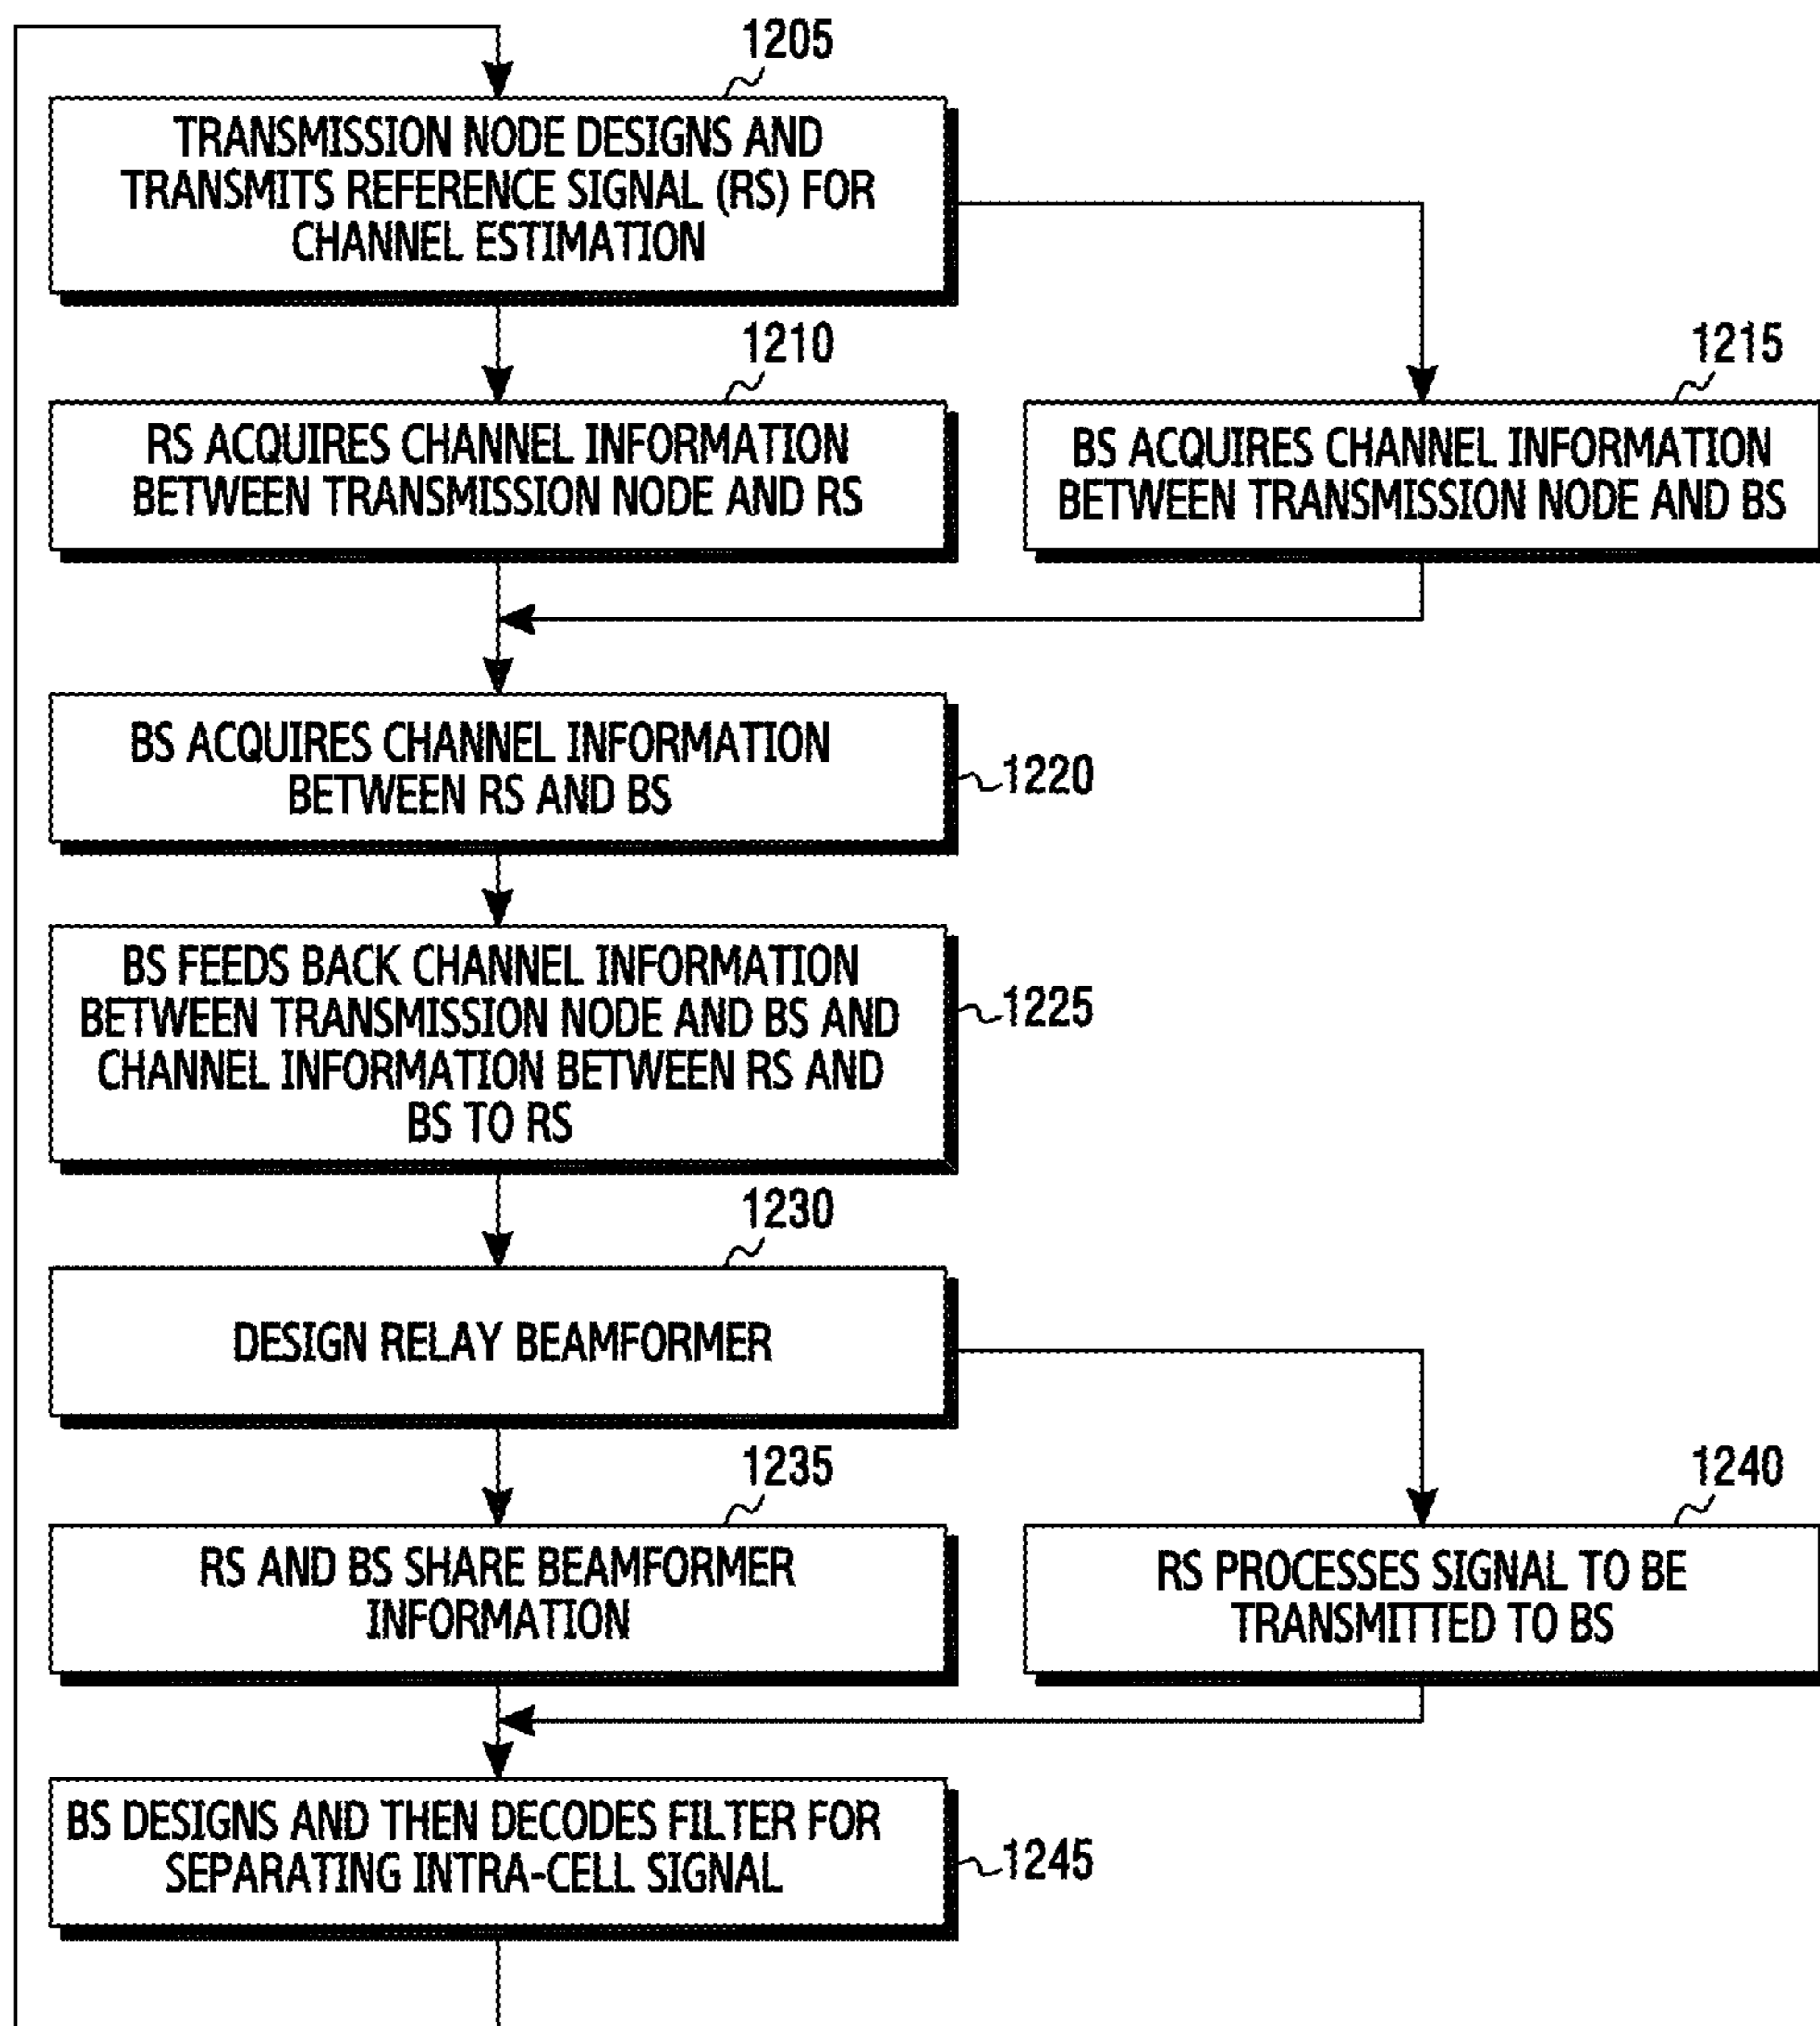 1205
TRANSMISSION NODE DESIGNS AND
TRANSMITS REFERENCE SIGNAL (RS) FOR
CHANNEL ESTIMATION
1210
RS ACQUIRES CHANNEL INFORMATION
BETWEEN TRANSMISSION NODE AND RS
1215
BS ACQUIRES CHANNEL INFORMATION
BETWEEN TRANSMISSION NODE AND BS
BS ACQUIRES CHANNEL INFORMATION
BETWEEN RS AND BS
1220
BS FEEDS BACK CHANNEL INFORMATION
BETWEEN TRANSMISSION NODE AND BS AND
CHANNEL INFORMATION BETWEEN RS AND
BS TO RS
1225
1230
DESIGN RELAY BEAMFORMER
1235
RS AND BS SHARE BEAMFORMER
INFORMATION
1240
RS PROCESSES SIGNAL TO BE
TRANSMITTED TO BS
BS DESIGNS AND THEN DECODES FILTER FOR
SEPARATING INTRA-CELL SIGNAL
1245